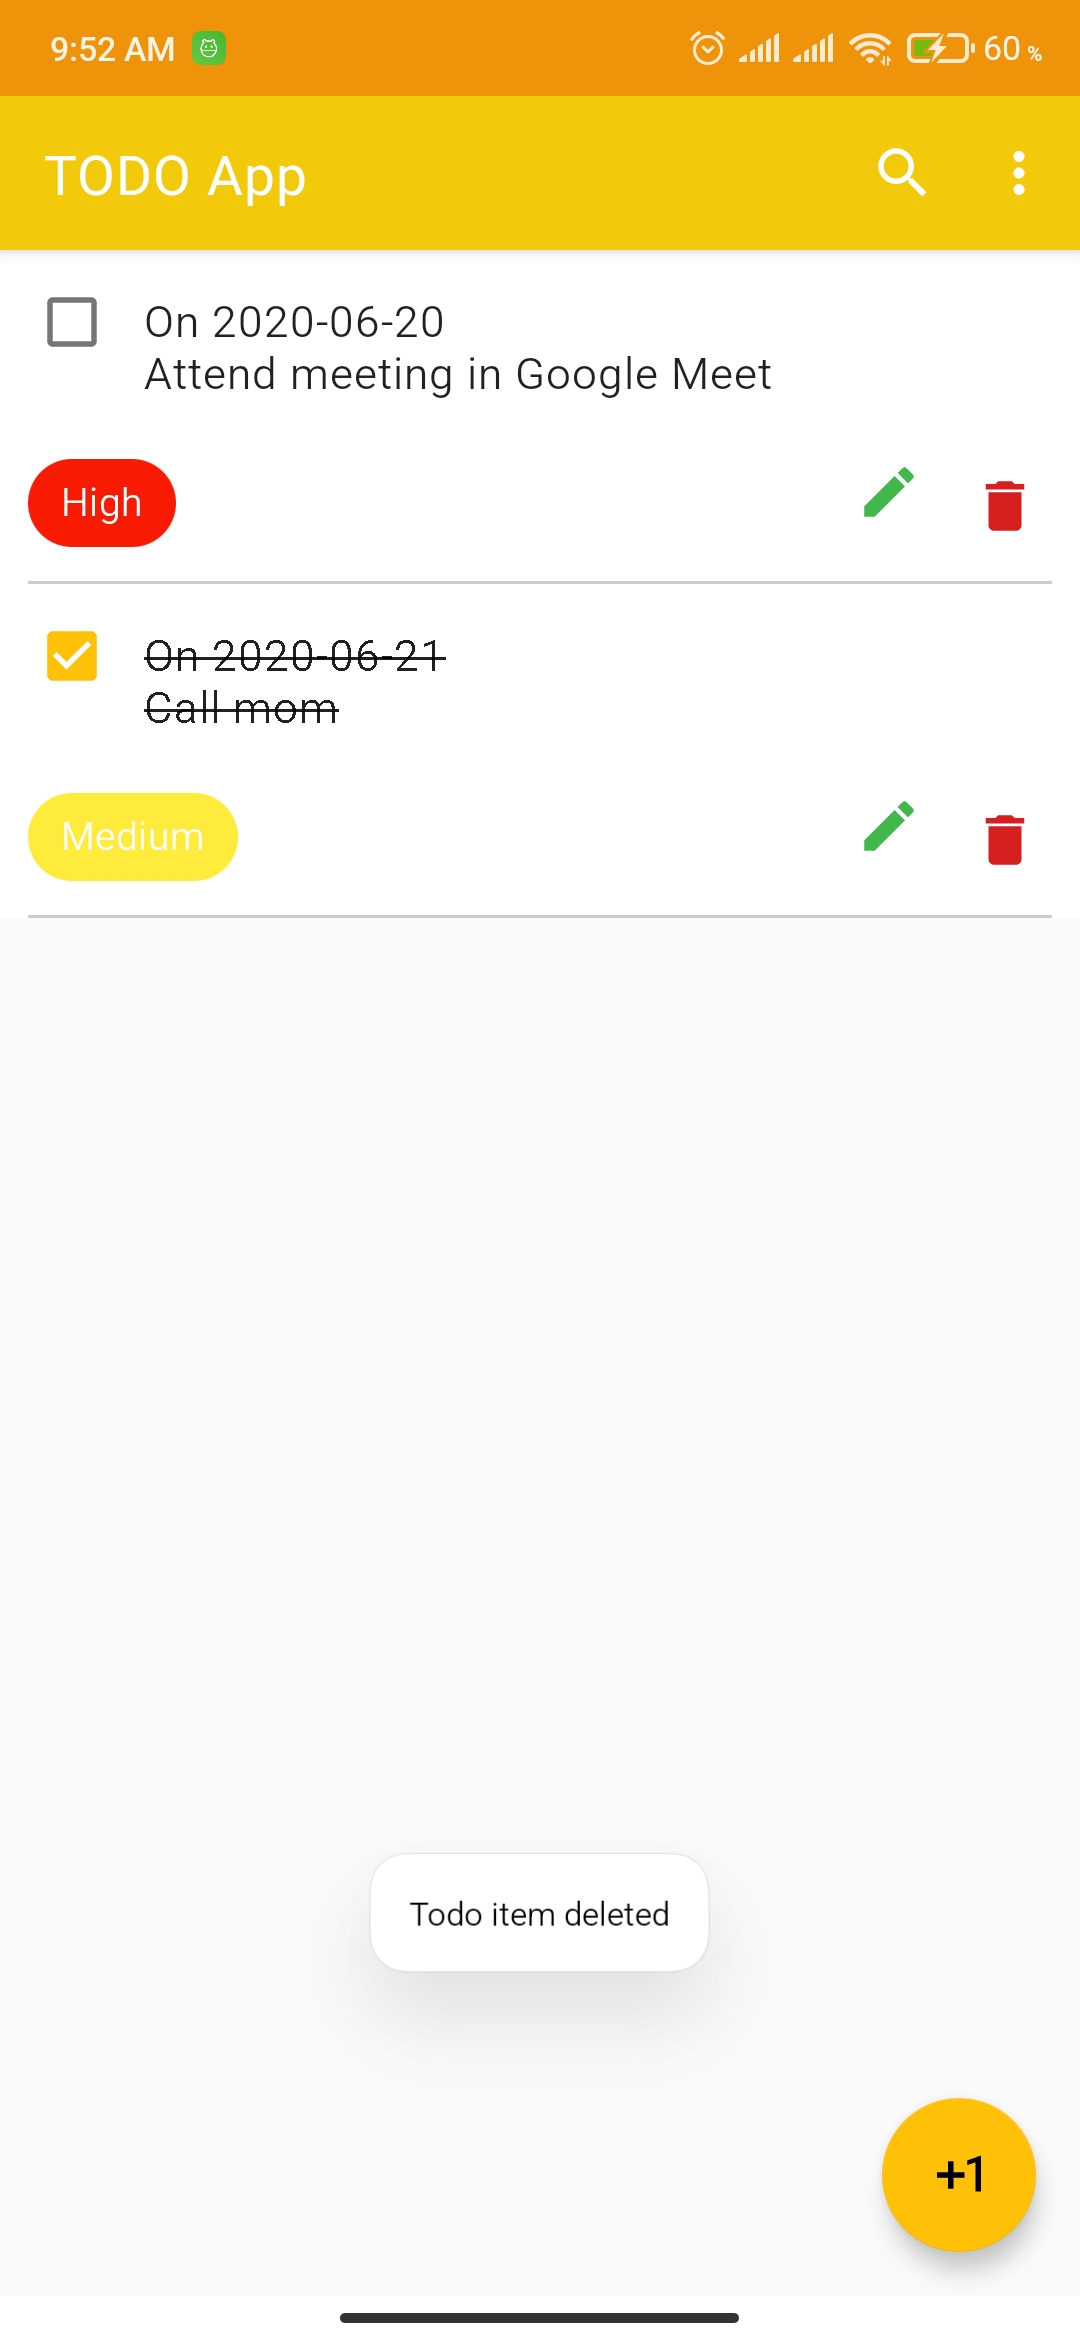 9:52 AM 60 %
TODO App
On 2020-06-20
Attend meeting in Google Meet
High
On 2020-06-21
Call mom
Medium
Todo item deleted
+1